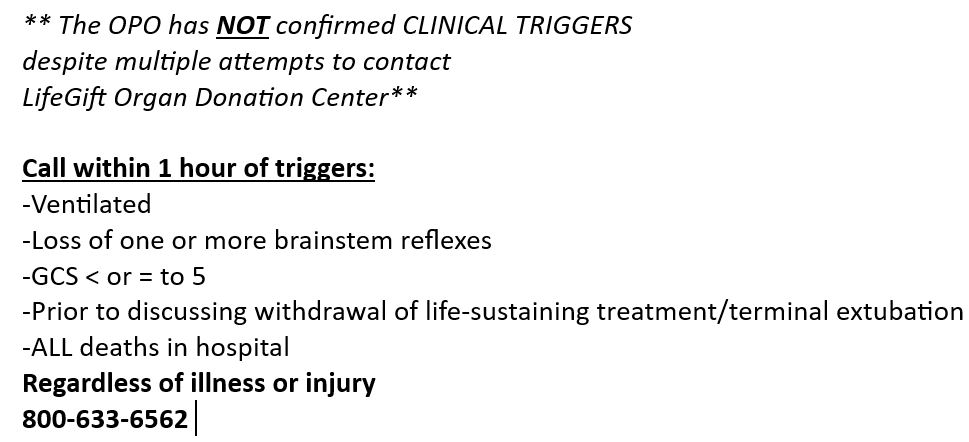 ** The OPO has NOT confirmed CLINICAL TRIGGERS
despite multiple attempts to contact
LifeGift Organ Donation Center**
Call within 1 hour of triggers:
-Ventilated
-Loss of one or more brainstem reflexes
-GCS < or = to 5
-Prior to discussing withdrawal of life-sustaining treatment/terminal extubation
-ALL deaths in hospital
Regardless of illness or injury
800-633-6562